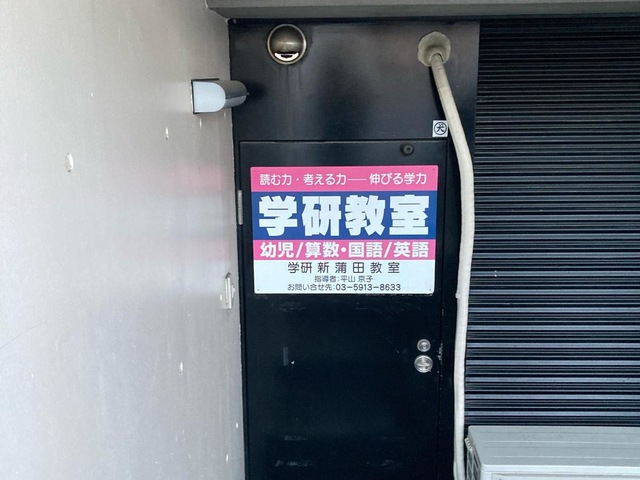 犬
読む力・考える力──伸びる学力
学研教室
幼児/算数・国語/英語
学研新蒲田教室
指導者:平山 京子
お問い合せ先:03-5913-8633